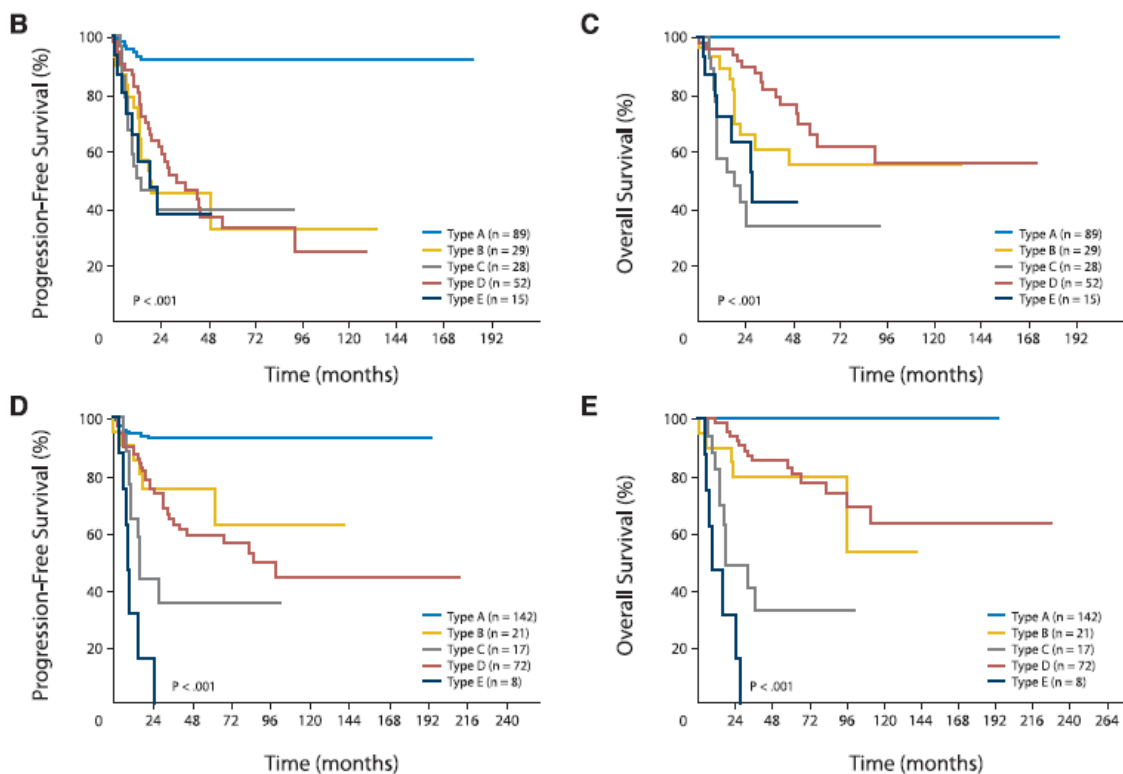 B
Progression-Free Survival (%)
100
80
60
40
20
0
Type A (n = 89)
Type B (n = 29)
Type C (n = 28)
Type D (n = 52)
Type E (n = 15)
P < .001
24 48 72 96 120 144 168 192
Time (months)
C
Overall Survival (%)
100
80
60
40
20
0
Type A (n = 89)
Type B (n = 29)
Type C (n = 28)
Type D (n = 52)
Type E (n = 15)
P < .001
24 48 72 96 120 144 168 192
Time (months)
D
Progression-Free Survival (%)
100
80
60
40
20
0
Type A (n = 142)
Type B (n = 21)
Type C (n = 17)
Type D (n = 72)
Type E (n = 8)
P < .001
24 48 72 96 144 192 216 240
Time (months)
E
Overall Survival (%)
100
80
60
40
20
0
Type A (n = 142)
Type B (n = 21)
Type C (n = 17)
Type D (n = 72)
Type E (n = 8)
P < .001
24 48 72 96 120 144 168 192 216 240 264
Time (months)